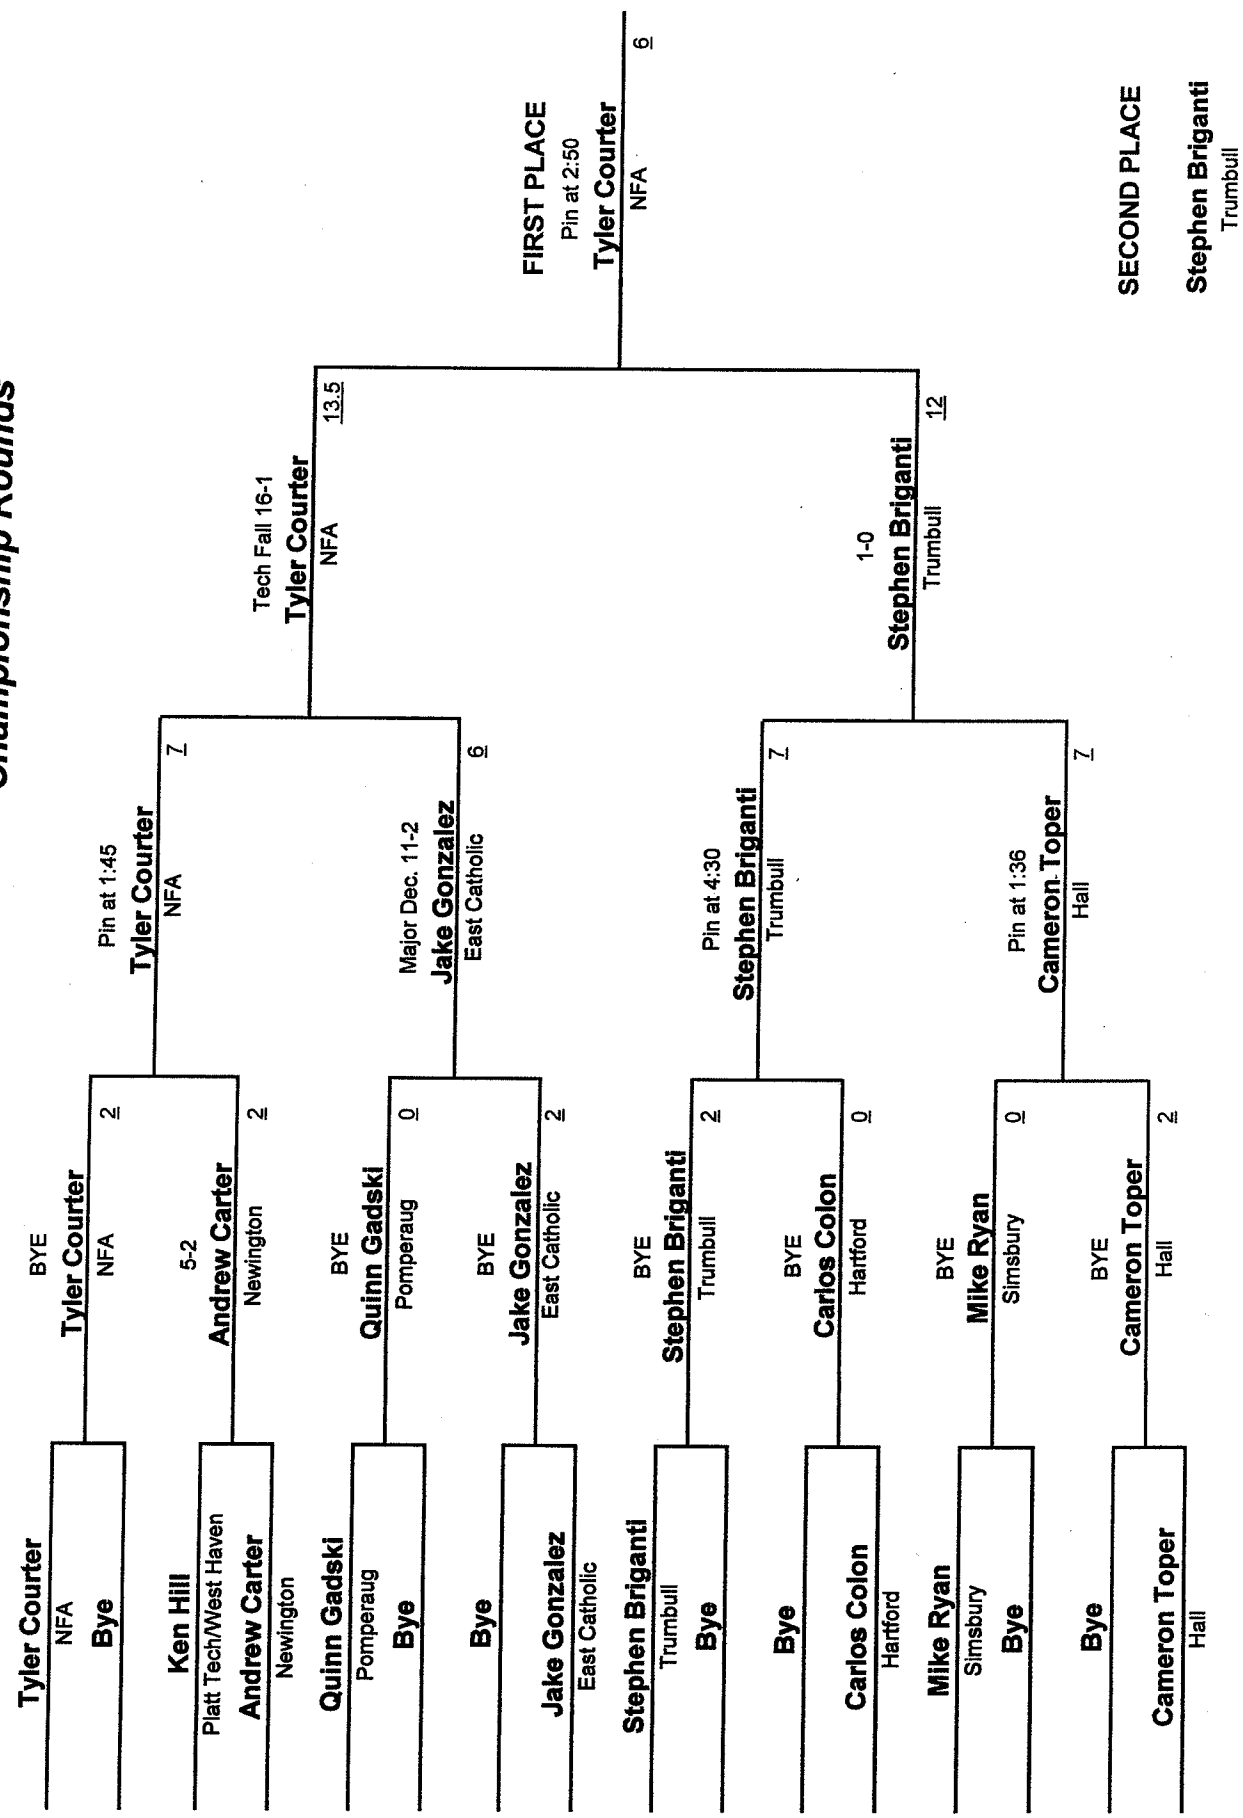 Championship Rounds
Tyler Courter
NFA
Bye
Ken Hill
Platt Tech/West Haven
Andrew Carter
Newington
Quinn Gadski
Pomperaug
Bye
Bye
Jake Gonzalez
East Catholic
Stephen Briganti
Trumbull
Bye
Bye
Carlos Colon
Hartford
Mike Ryan
Simsbury
Bye
Bye
Cameron Toper
Hall
BYE
Tyler Courter
NFA
2
5-2
Andrew Carter
Newington
2
BYE
Quinn Gadski
Pomperaug
0
BYE
Jake Gonzalez
East Catholic
2
BYE
Stephen Briganti
Trumbull
2
BYE
Carlos Colon
Hartford
0
BYE
Mike Ryan
Simsbury
0
BYE
Cameron Toper
Hall
2
Pin at 1:45
Tyler Courter
NFA
7
Major Dec. 11-2
Jake Gonzalez
East Catholic
6
Pin at 4:30
Stephen Briganti
Trumbull
7
Pin at 1:36
Cameron Toper
Hall
7
Tech Fall 16-1
Tyler Courter
NFA
13.5
1-0
Stephen Briganti
Trumbull
12
FIRST PLACE
Pin at 2:50
Tyler Courter
NFA
6
SECOND PLACE
Stephen Briganti
Trumbull